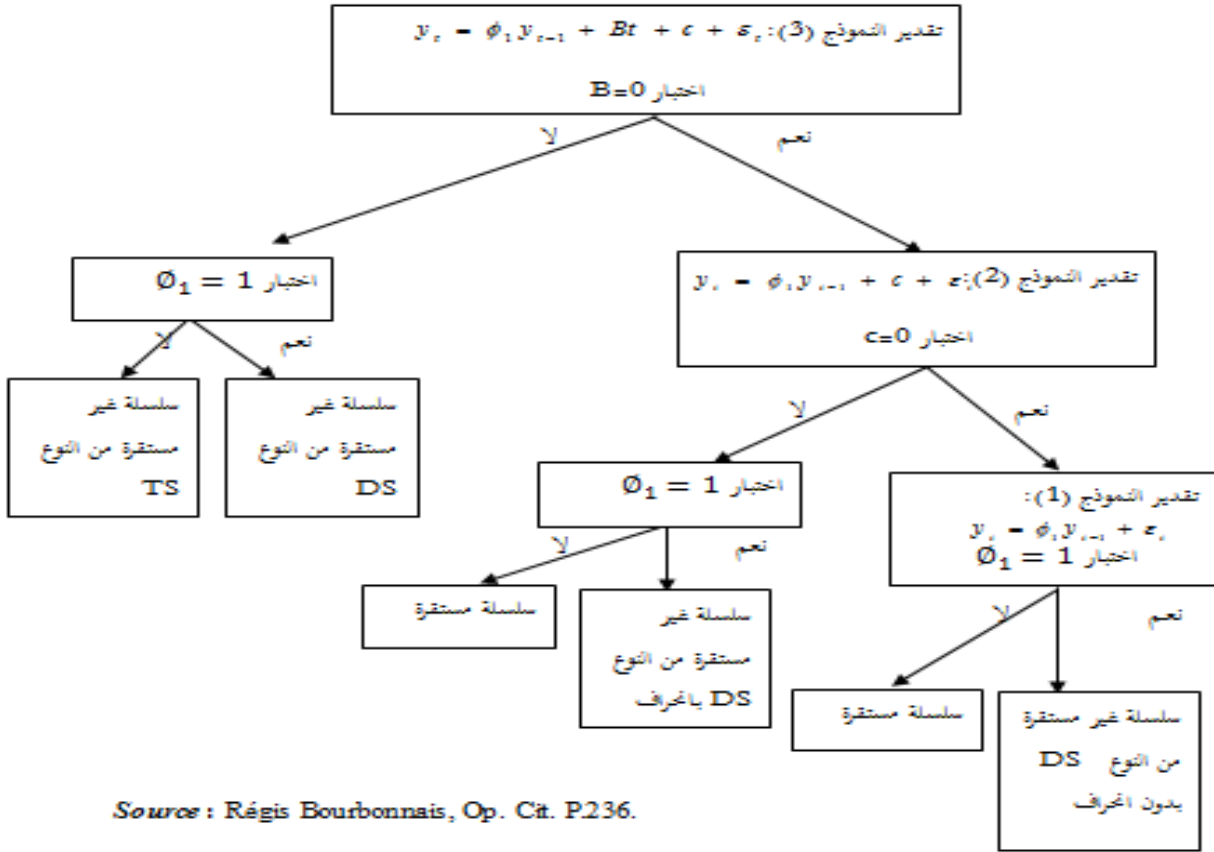 تقدير النموذج (3): y_t = ϕ_1 y_{t-1} + Bt + c + ε_t
اختبار B=0
لا
نعم
اختبار Ø₁ = 1
لا
نعم
سلسلة غير
مستقرة من النوع
TS
سلسلة غير
مستقرة من النوع
DS
تقدير النموذج (2): y_t = ϕ_1 y_{t-1} + c + ε_t
اختبار c=0
لا
نعم
اختبار Ø₁ = 1
لا
نعم
سلسلة مستقرة
سلسلة غير
مستقرة من النوع
DS بانحراف
تقدير النموذج (1):
y_t = ϕ_1 y_{t-1} + ε_t
اختبار Ø₁ = 1
لا
نعم
سلسلة مستقرة
سلسلة غير مستقرة
من النوع DS
بدون انحراف
Source : Régis Bourbonnais, Op. Cit. P.236.